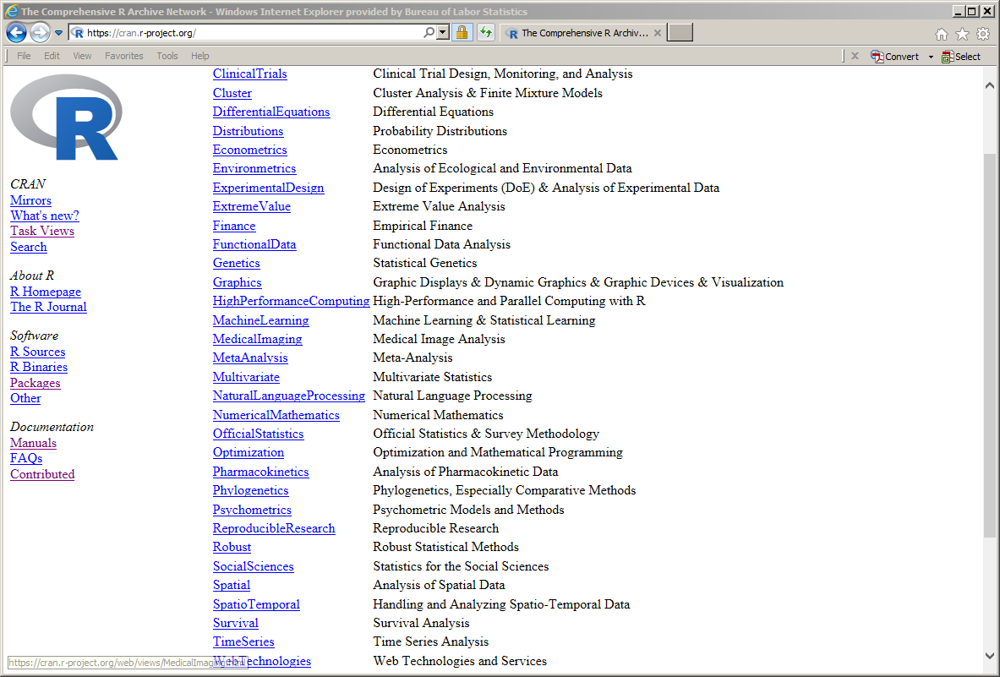 The Comprehensive R Archive Network - Windows Internet Explorer provided by Bureau of Labor Statistics
https://cran.r-project.org/
The Comprehensive R Archiv...
File Edit View Favorites Tools Help
Convert Select
R
CRAN
Mirrors
What's new?
Task Views
Search
About R
R Homepage
The R Journal
Software
R Sources
R Binaries
Packages
Other
Documentation
Manuals
FAQs
Contributed
ClinicalTrials Clinical Trial Design, Monitoring, and Analysis
Cluster Cluster Analysis & Finite Mixture Models
DifferentialEquations Differential Equations
Distributions Probability Distributions
Econometrics Econometrics
Environmetrics Analysis of Ecological and Environmental Data
ExperimentalDesign Design of Experiments (DoE) & Analysis of Experimental Data
ExtremeValue Extreme Value Analysis
Finance Empirical Finance
FunctionalData Functional Data Analysis
Genetics Statistical Genetics
Graphics Graphic Displays & Dynamic Graphics & Graphic Devices & Visualization
HighPerformanceComputing High-Performance and Parallel Computing with R
MachineLearning Machine Learning & Statistical Learning
MedicalImaging Medical Image Analysis
MetaAnalysis Meta-Analysis
Multivariate Multivariate Statistics
NaturalLanguageProcessing Natural Language Processing
NumericalMathematics Numerical Mathematics
OfficialStatistics Official Statistics & Survey Methodology
Optimization Optimization and Mathematical Programming
Pharmacokinetics Analysis of Pharmacokinetic Data
Phylogenetics Phylogenetics, Especially Comparative Methods
Psychometrics Psychometric Models and Methods
ReproducibleResearch Reproducible Research
Robust Robust Statistical Methods
SocialSciences Statistics for the Social Sciences
Spatial Analysis of Spatial Data
SpatioTemporal Handling and Analyzing Spatio-Temporal Data
Survival Survival Analysis
TimeSeries Time Series Analysis
WebTechnologies Web Technologies and Services
https://cran.r-project.org/web/views/MedicalImaging.html